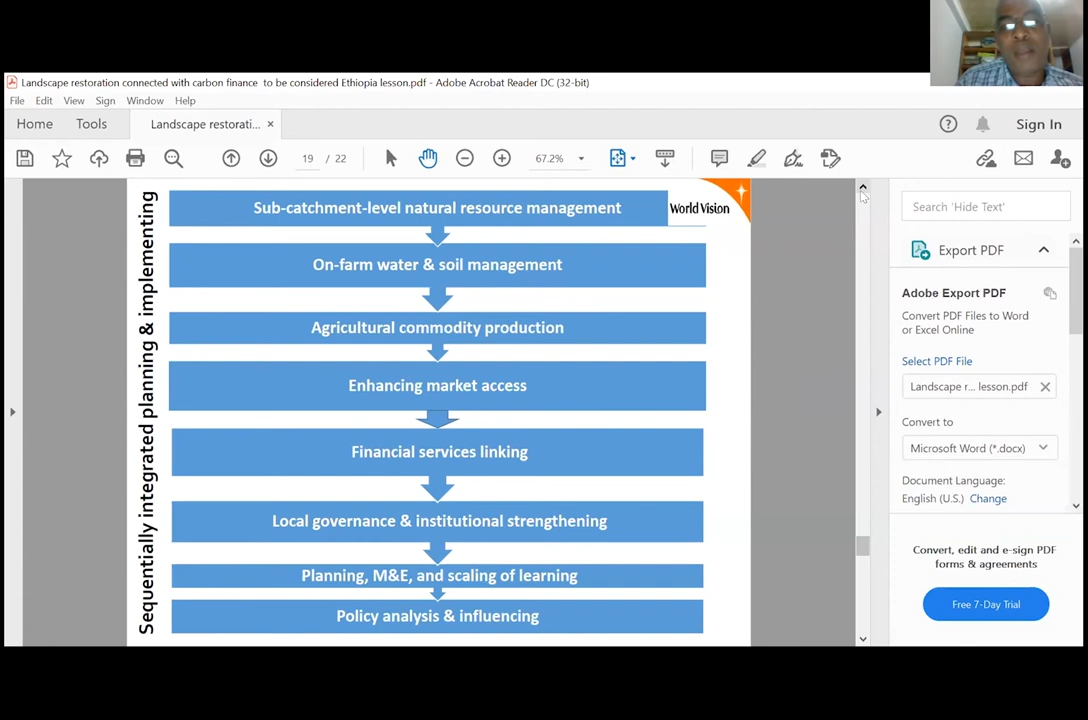 Landscape restoration connected with carbon finance  to be considered Ethiopia lesson.pdf - Adobe Acrobat Reader DC (32-bit)
File Edit View Sign Window Help
Home Tools Landscape restorati... × Sign In
19 / 22 67.2%
Sequentially integrated planning & implementing
Sub-catchment-level natural resource management
World Vision
On-farm water & soil management
Agricultural commodity production
Enhancing market access
Financial services linking
Local governance & institutional strengthening
Planning, M&E, and scaling of learning
Policy analysis & influencing
Search 'Hide Text'
Export PDF
Adobe Export PDF
Convert PDF Files to Word
or Excel Online
Select PDF File
Landscape r... lesson.pdf
Convert to
Microsoft Word (*.docx)
Document Language:
English (U.S.) Change
Convert, edit and e-sign PDF
forms & agreements
Free 7-Day Trial